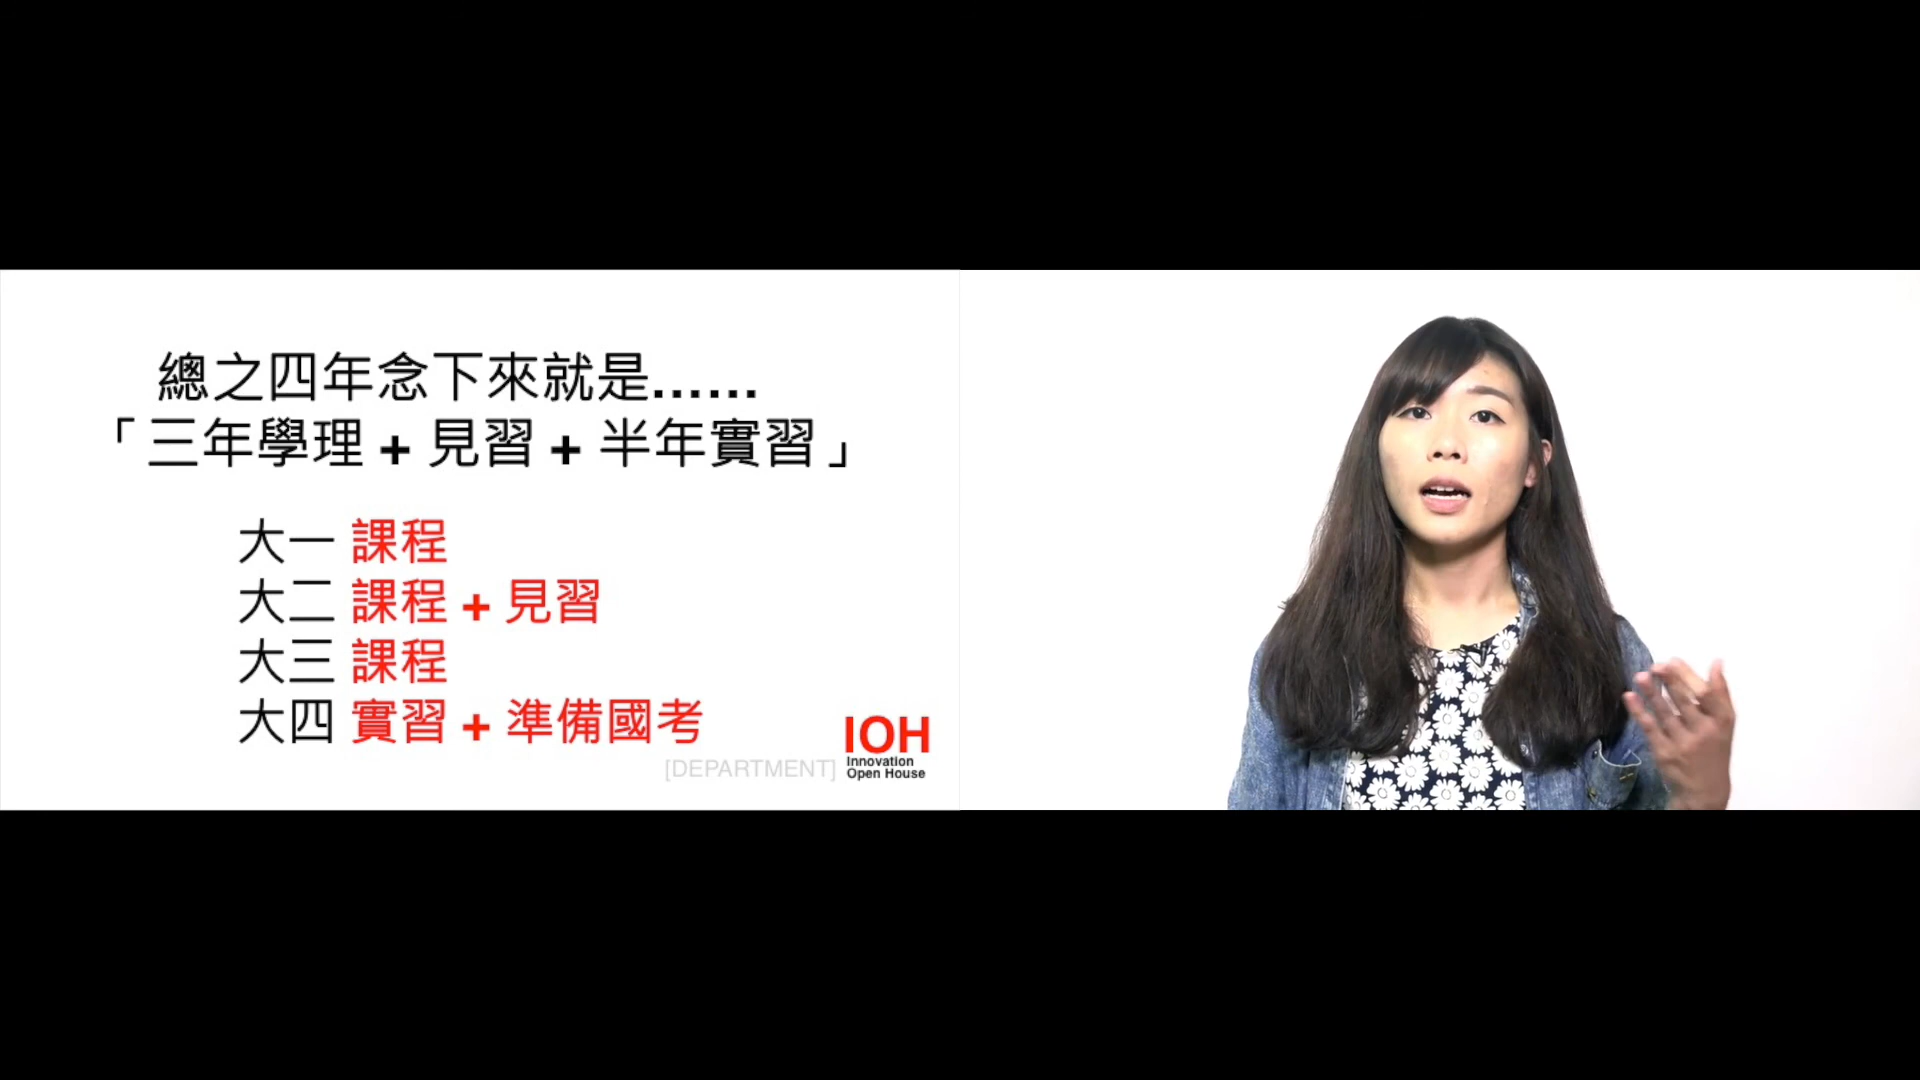 總之四年念下來就是......
「三年學理 + 見習 + 半年實習」
大一 課程
大二 課程 + 見習
大三 課程
大四 實習 + 準備國考
[DEPARTMENT]
IOH
Innovation
Open House